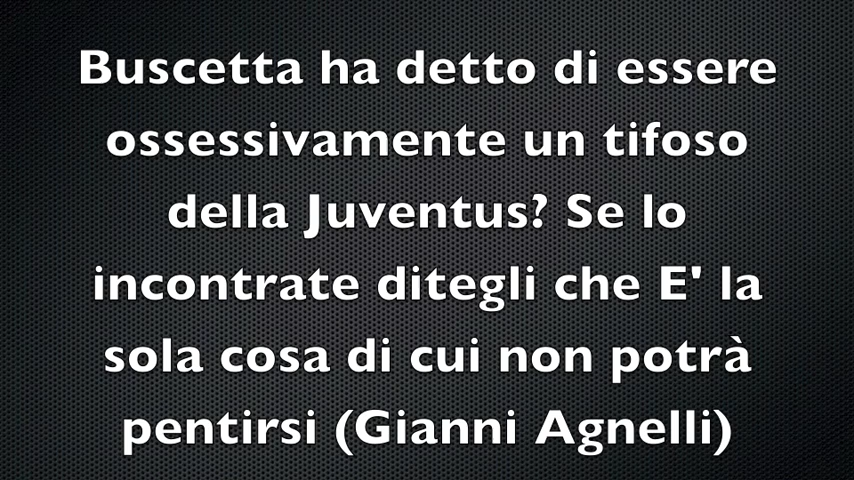 Buscetta ha detto di essere
ossessivamente un tifoso
della Juventus? Se lo
incontrate ditegli che E' la
sola cosa di cui non potrà
pentirsi (Gianni Agnelli)